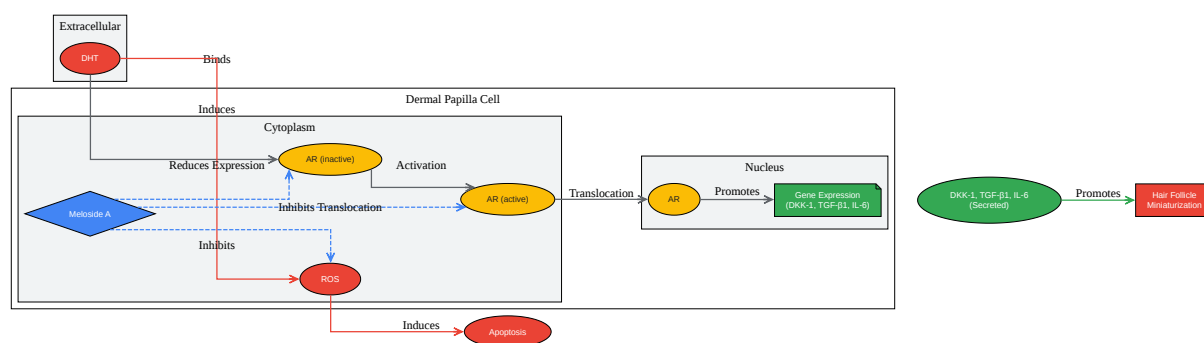 Extracellular
DHT
Binds
Dermal Papilla Cell
Induces
Cytoplasm
AR (inactive)
Reduces Expression
Activation
Nucleus
AR (active)
Translocation
AR
Promotes
Gene Expression
(DKK-1, TGF-β1, IL-6)
DKK-1, TGF-β1, IL-6
(Secreted)
Promotes
Hair Follicle
Miniaturization
Meloside A
Inhibits Translocation
Inhibits
ROS
Induces
Apoptosis